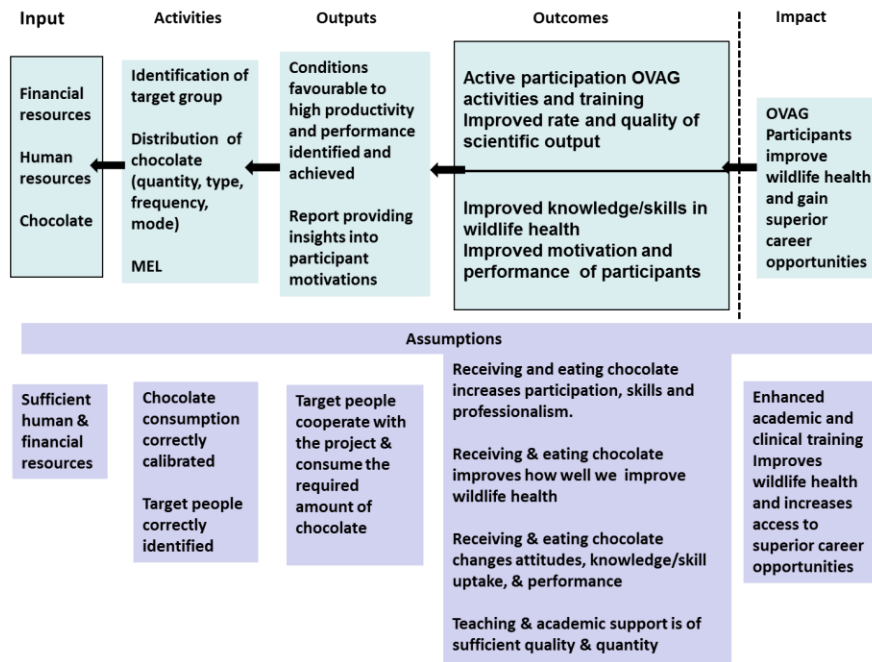 Input
Activities
Outputs
Outcomes
Impact
Financial
resources
Human
resources
Chocolate
Identification of
target group
Distribution of
chocolate
(quantity, type,
frequency,
mode)
MEL
Conditions
favourable to
high productivity
and performance
identified and
achieved
Report providing
insights into
participant
motivations
Active participation OVAG
activities and training
Improved rate and quality of
scientific output
Improved knowledge/skills in
wildlife health
Improved motivation and
performance of participants
OVAG
Participants
improve
wildlife health
and gain
superior
career
opportunities
Assumptions
Sufficient
human &
financial
resources
Chocolate
consumption
correctly
calibrated
Target people
correctly
identified
Target people
cooperate with
the project &
consume the
required
amount of
chocolate
Receiving and eating chocolate
increases participation, skills and
professionalism.
Receiving & eating chocolate
improves how well we improve
wildlife health
Receiving & eating chocolate
changes attitudes, knowledge/skill
uptake, & performance
Teaching & academic support is of
sufficient quality & quantity
Enhanced
academic and
clinical training
Improves
wildlife health
and increases
access to
superior career
opportunities